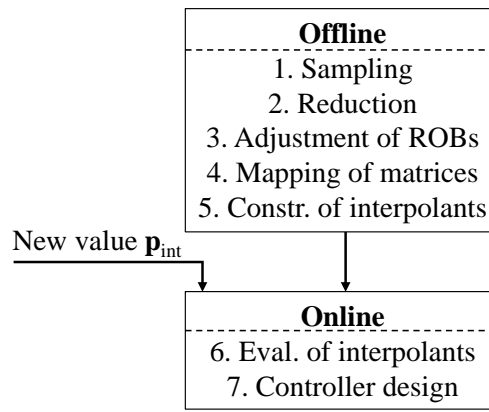 Offline
1. Sampling
2. Reduction
3. Adjustment of ROBs
4. Mapping of matrices
5. Constr. of interpolants
New value p_int
Online
6. Eval. of interpolants
7. Controller design